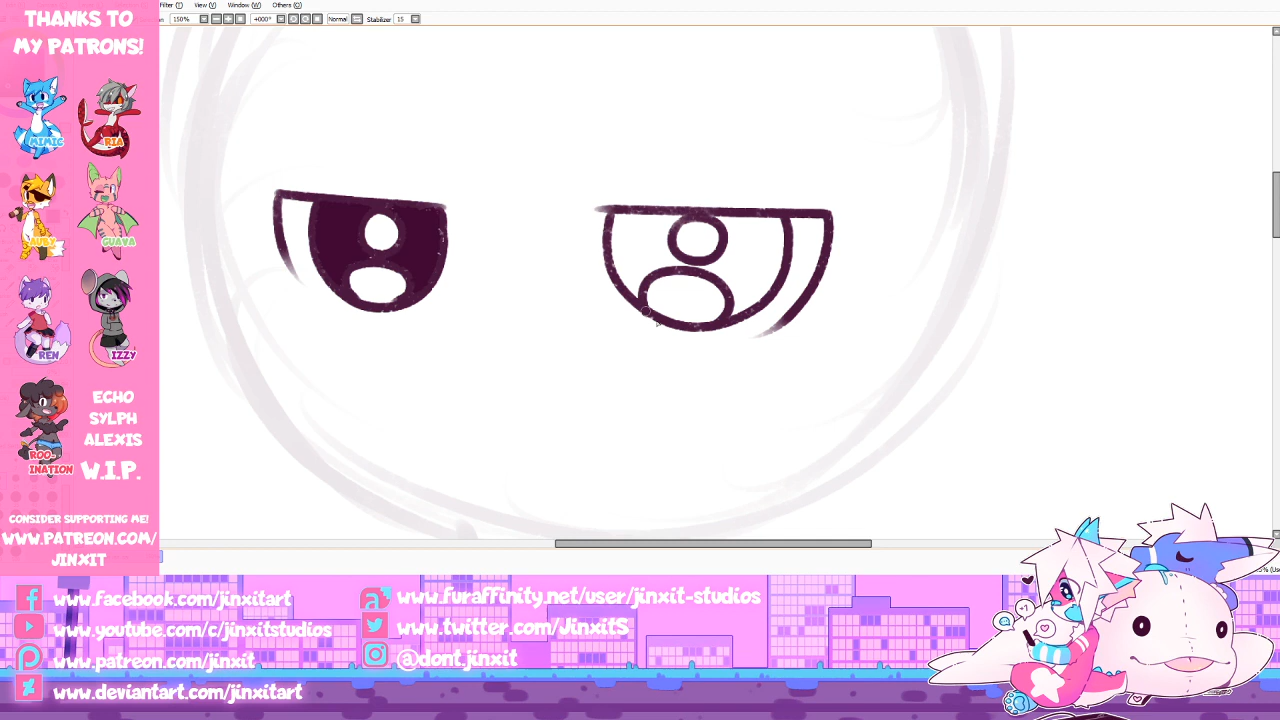 THANKS TO
MY PATRONS!
MIMIC
RIA
AUBY
GUAVA
REN
IZZY
ROO-
INATION
ECHO
SYLPH
ALEXIS
W.I.P.
CONSIDER SUPPORTING ME!
WWW.PATREON.COM/
JINXIT
(T)
View (V)
Window (W)
Others (O)
150%
+000°
Normal
Stabilizer
15
www.facebook.com/jinxitart
www.youtube.com/c/jinxitstudios
www.patreon.com/jinxit
www.deviantart.com/jinxitart
www.furaffinity.net/user/jinxit-studios
www.twitter.com/JinxitS
@dont.jinxit